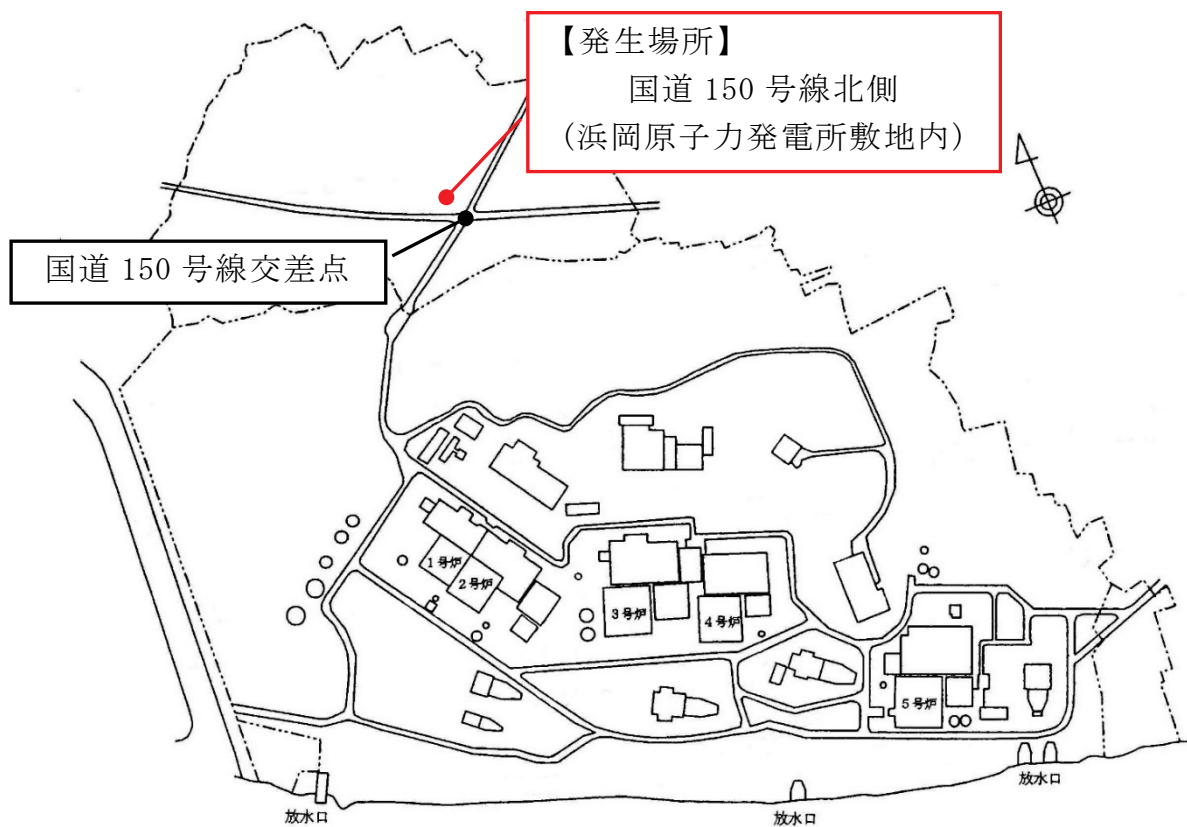 【発生場所】
国道 150 号線北側
(浜岡原子力発電所敷地内)
国道 150 号線交差点
1号炉
2号炉
3号炉
4号炉
5号炉
放水口
放水口
放水口